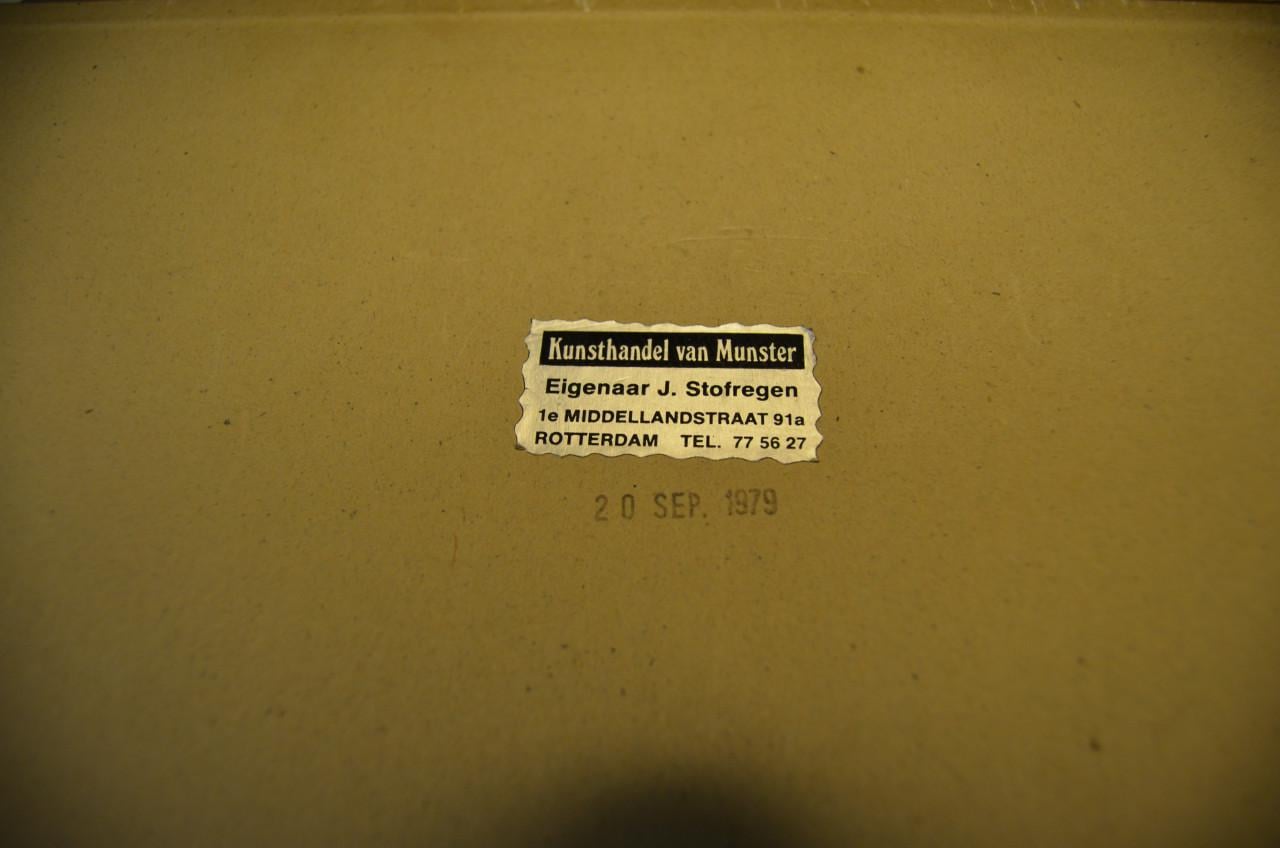 Kunsthandel van Munster
Eigenaar J. Stofregen
1e MIDDELLANDSTRAAT 91a
ROTTERDAM TEL. 77 56 27
20 SEP. 1979